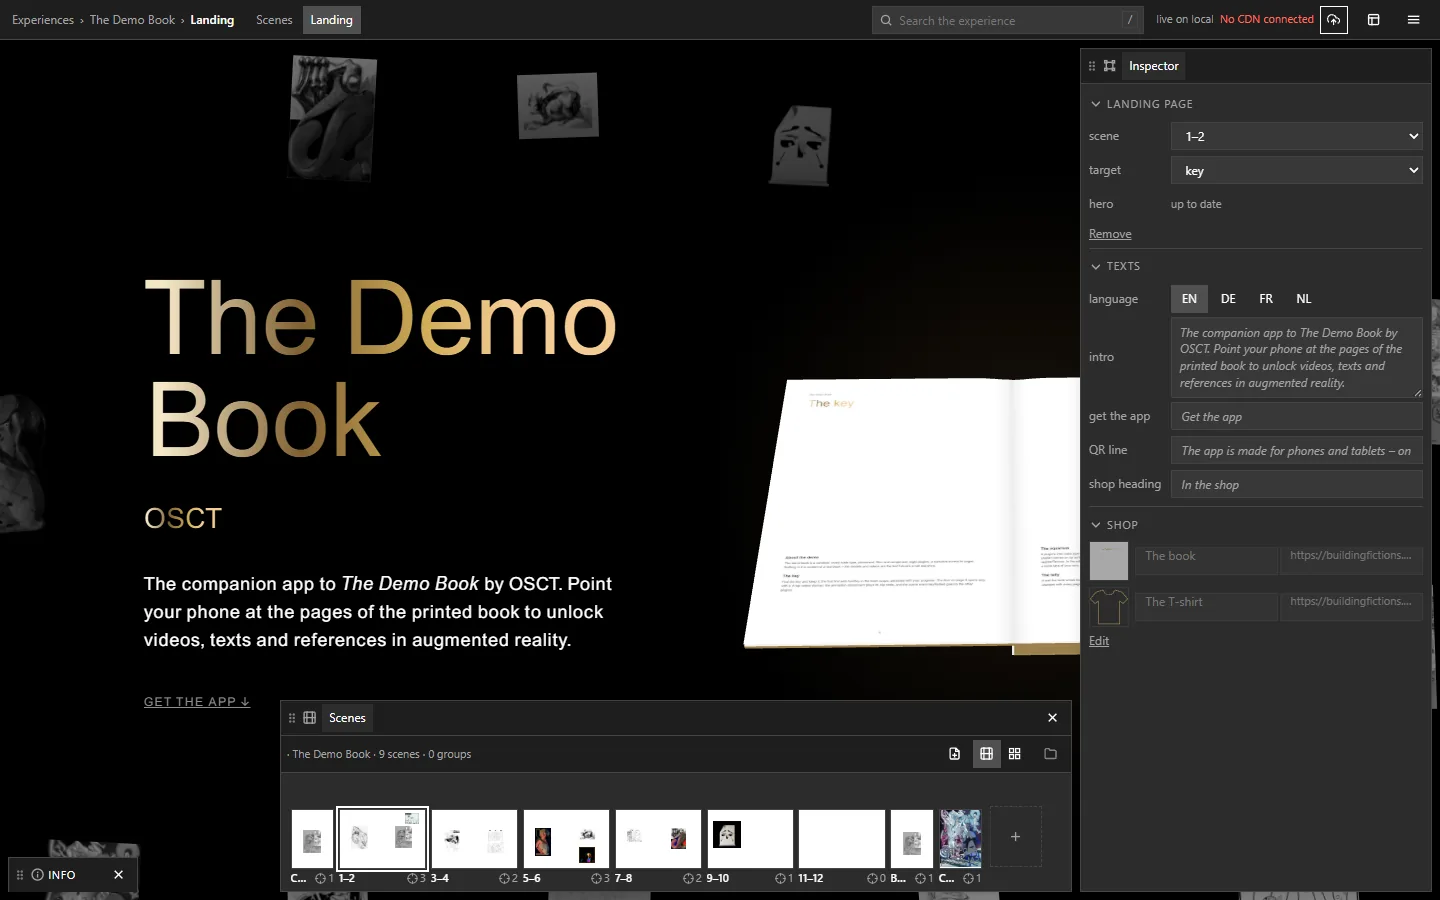 Experiences › The Demo Book › Landing Scenes Landing
Search the experience /
live on local No CDN connected
Inspector
LANDING PAGE
scene 1–2
target key
hero up to date
Remove
TEXTS
language EN DE FR NL
intro
The companion app to The Demo Book by
OSCT. Point your phone at the pages of the
printed book to unlock videos, texts and
references in augmented reality.
get the app Get the app
QR line The app is made for phones and tablets – on
shop heading In the shop
SHOP
The book https://buildingfictions....
The T-shirt https://buildingfictions....
Edit
The Demo
Book
OSCT
The companion app to The Demo Book by OSCT. Point
your phone at the pages of the printed book to unlock
videos, texts and references in augmented reality.
GET THE APP ↓
The key
About the demo
The key
Scenes
· The Demo Book · 9 scenes · 0 groups
C... 1
1–2 3
3–4 2
5–6 3
7–8 2
9–10 1
11–12 0
B... 1
C... 1
INFO